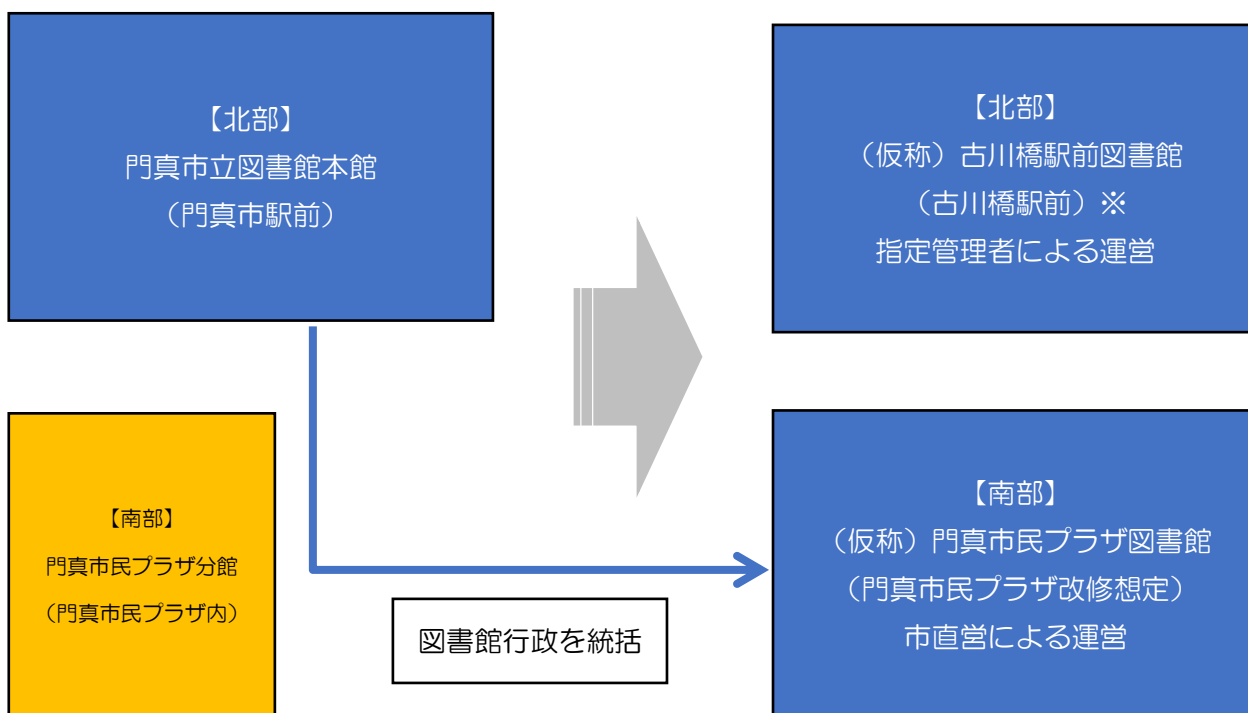 【北部】
門真市立図書館本館
（門真市駅前）
【北部】
（仮称）古川橋駅前図書館
（古川橋駅前）※
指定管理者による運営
【南部】
門真市民プラザ分館
（門真市民プラザ内）
図書館行政を統括
【南部】
（仮称）門真市民プラザ図書館
（門真市民プラザ改修想定）
市直営による運営